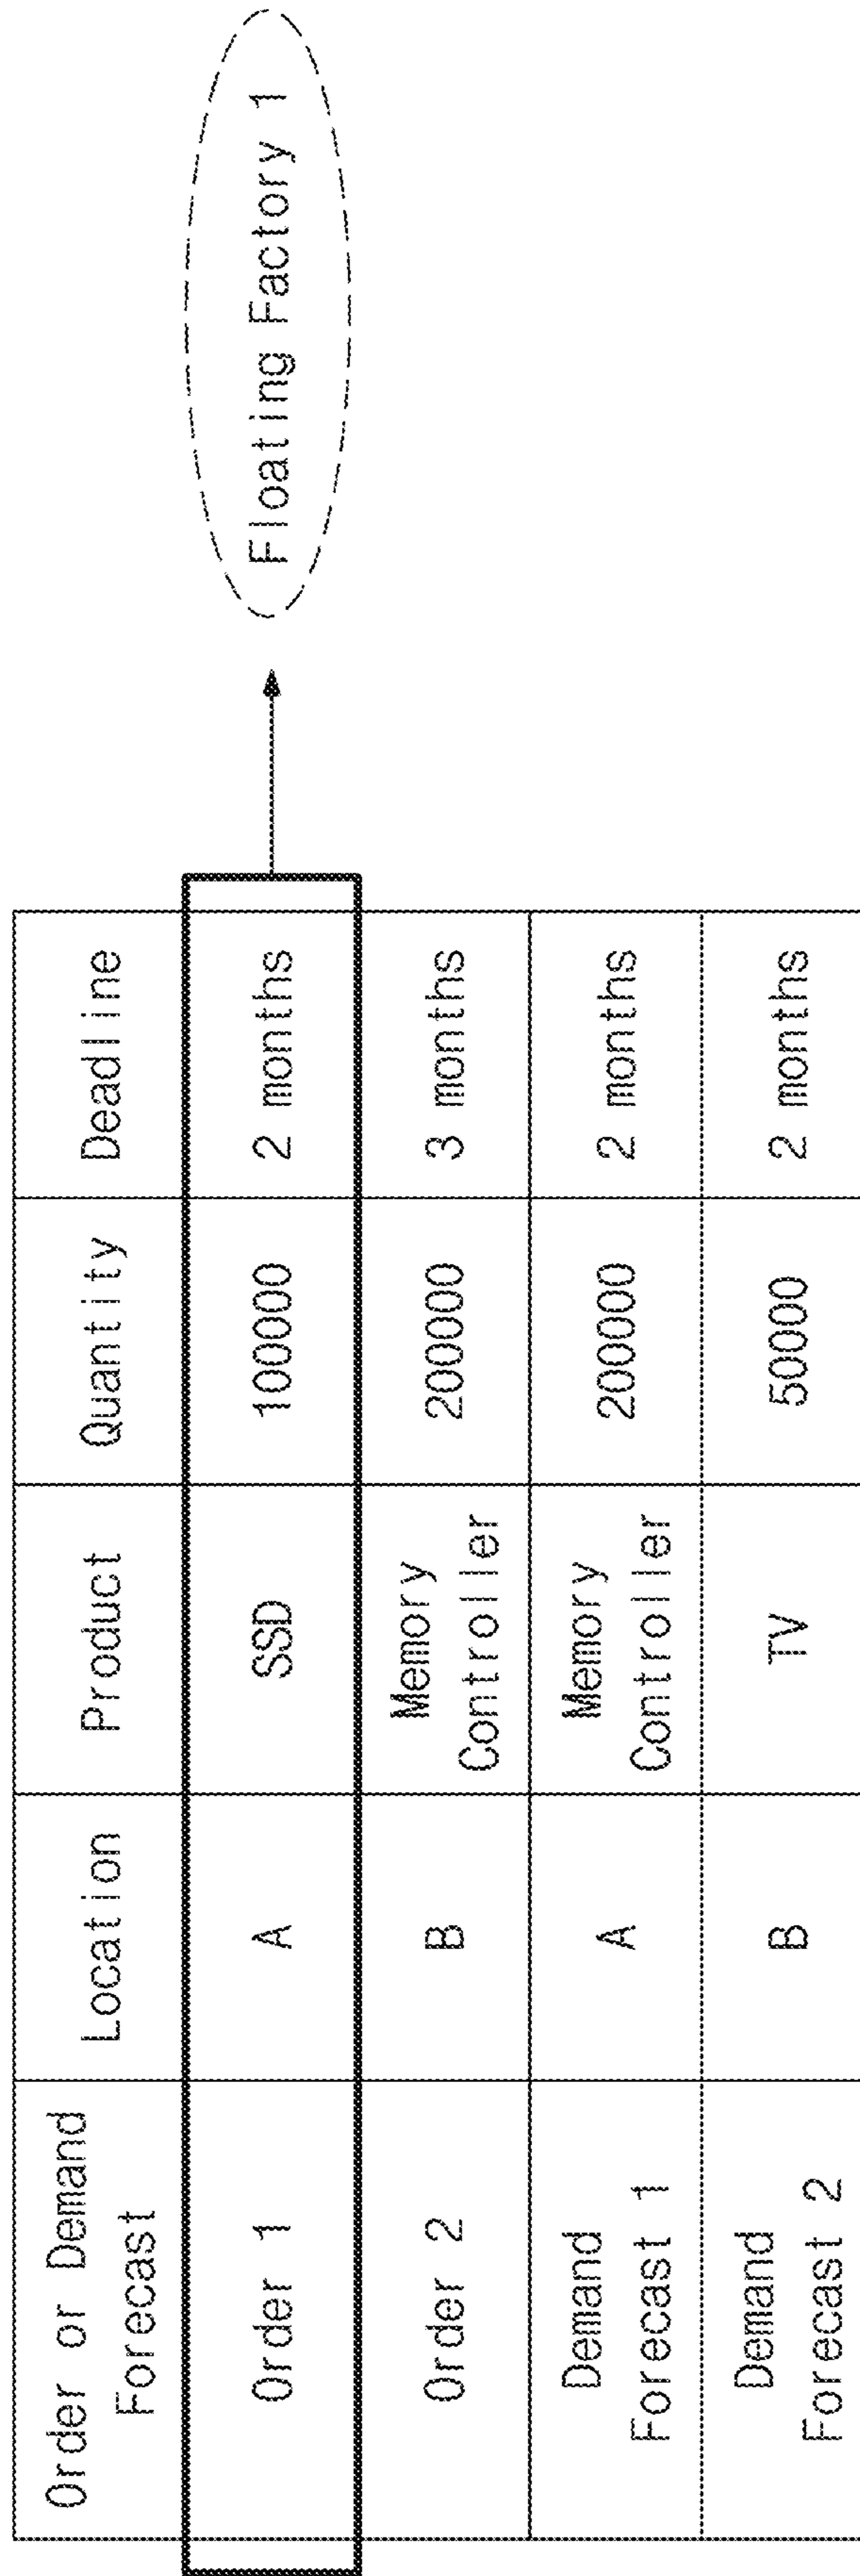 Order or Demand
Forecast
Location
Product
Quantity
Deadline
Order 1
A
SSD
100000
2 months
Floating Factory 1
Order 2
B
Memory
Controller
200000
3 months
Demand
Forecast 1
A
Memory
Controller
200000
2 months
Demand
Forecast 2
B
TV
50000
2 months